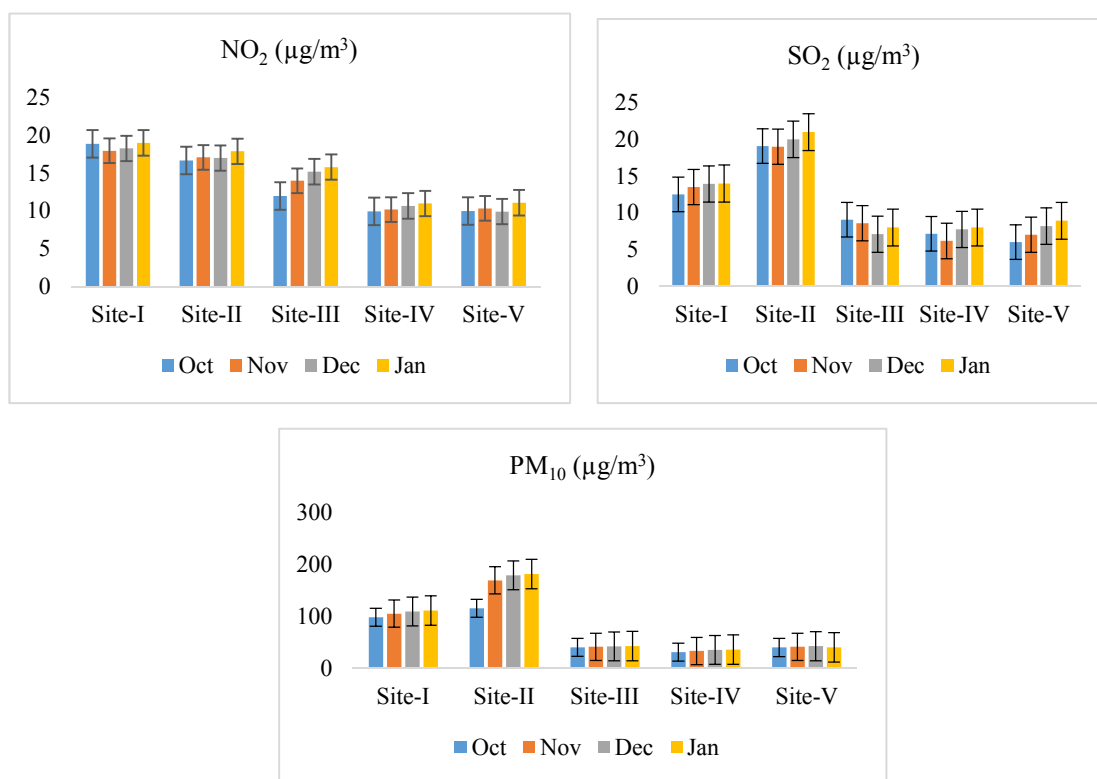 NO₂ (µg/m³)
25
20
15
10
5
0
Site-I Site-II Site-III Site-IV Site-V
Oct Nov Dec Jan
SO₂ (µg/m³)
25
20
15
10
5
0
Site-I Site-II Site-III Site-IV Site-V
Oct Nov Dec Jan
PM₁₀ (µg/m³)
300
200
100
0
Site-I Site-II Site-III Site-IV Site-V
Oct Nov Dec Jan